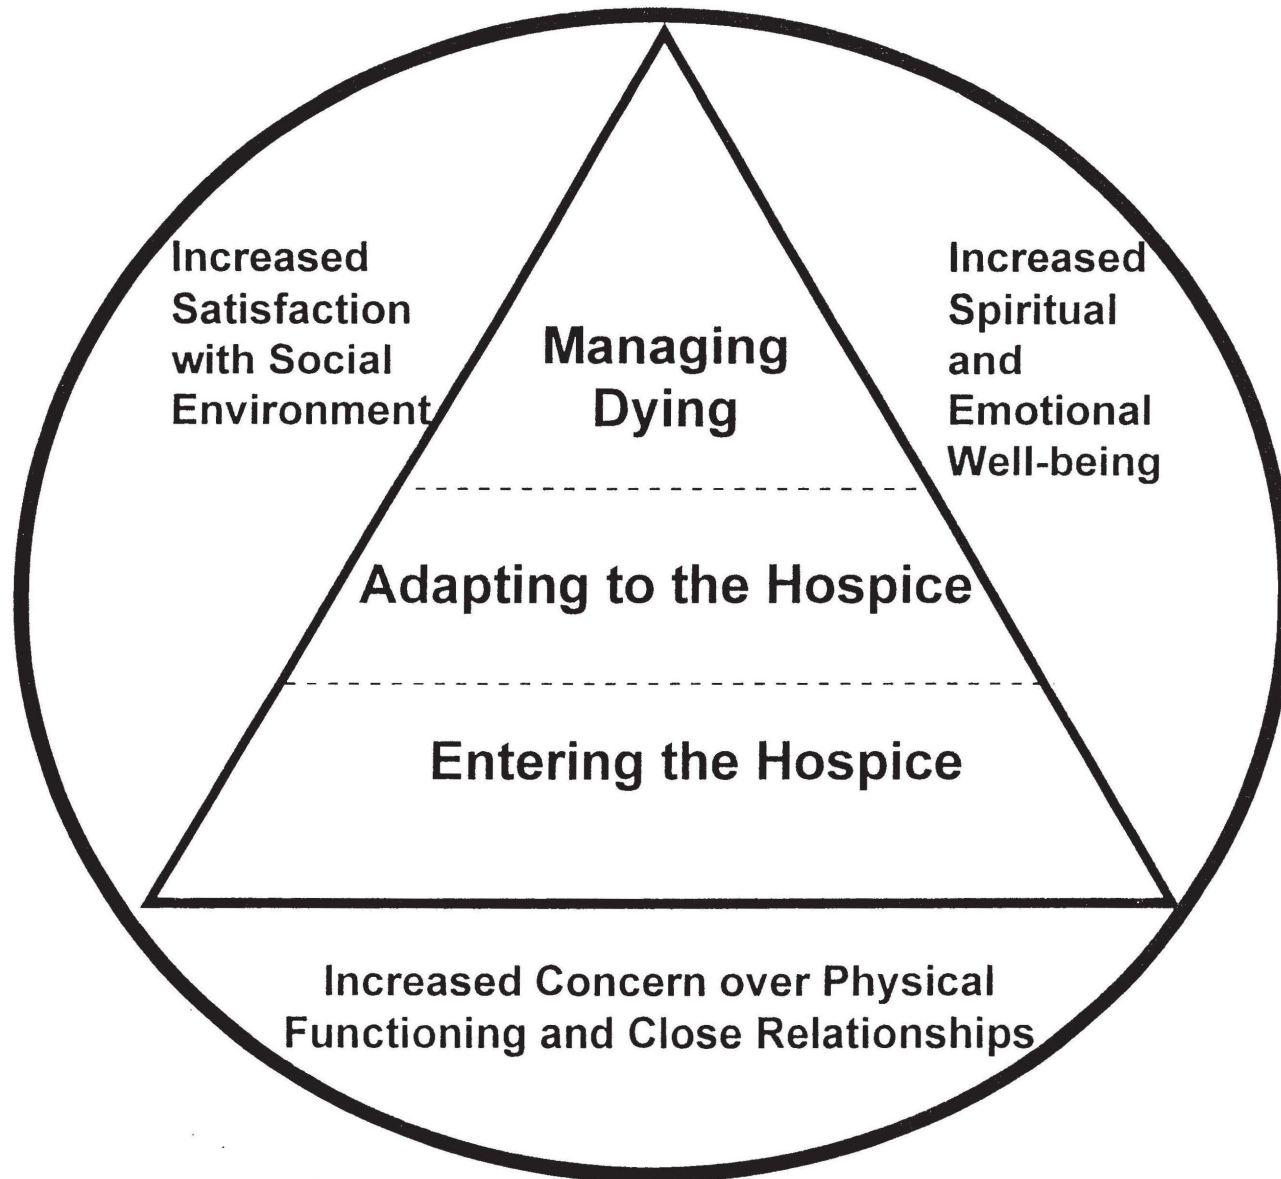 Increased
Satisfaction
with Social
Environment
Increased
Spiritual
and
Emotional
Well-being
Managing
Dying
Adapting to the Hospice
Entering the Hospice
Increased Concern over Physical
Functioning and Close Relationships